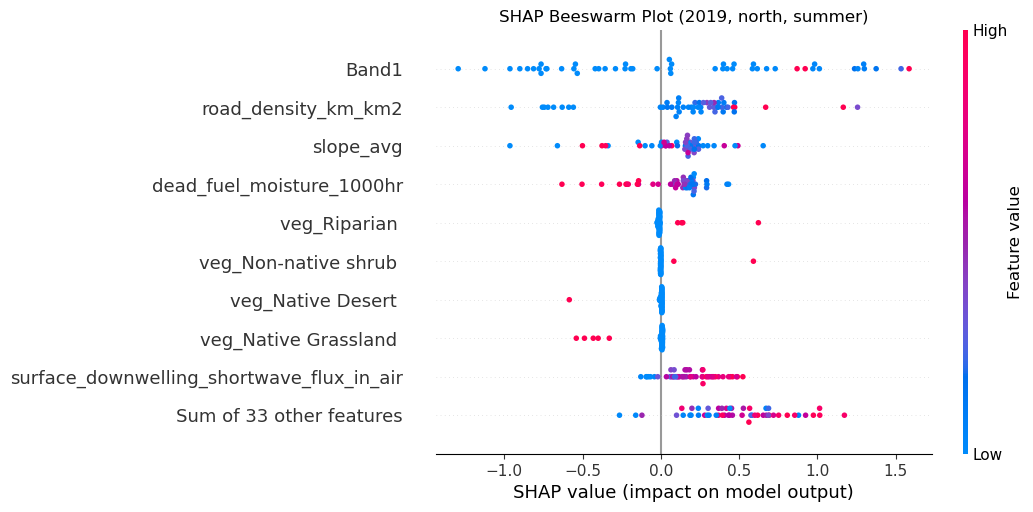 SHAP Beeswarm Plot (2019, north, summer)
High
Band1
road_density_km_km2
slope_avg
dead_fuel_moisture_1000hr
veg_Riparian
veg_Non-native shrub
veg_Native Desert
veg_Native Grassland
surface_downwelling_shortwave_flux_in_air
Sum of 33 other features
Feature value
Low
−1.0 −0.5 0.0 0.5 1.0 1.5
SHAP value (impact on model output)